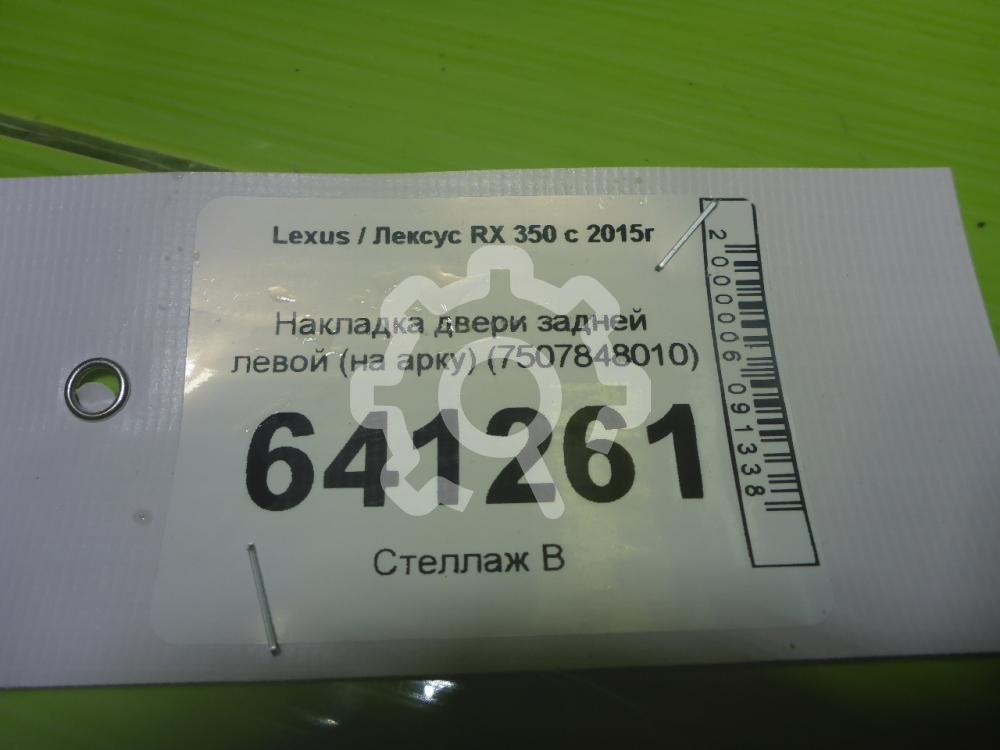 Lexus / Лексус RX 350 с 2015г
Накладка двери задней
левой (на арку) (7507848010)
641261
Стеллаж В
2000006091338